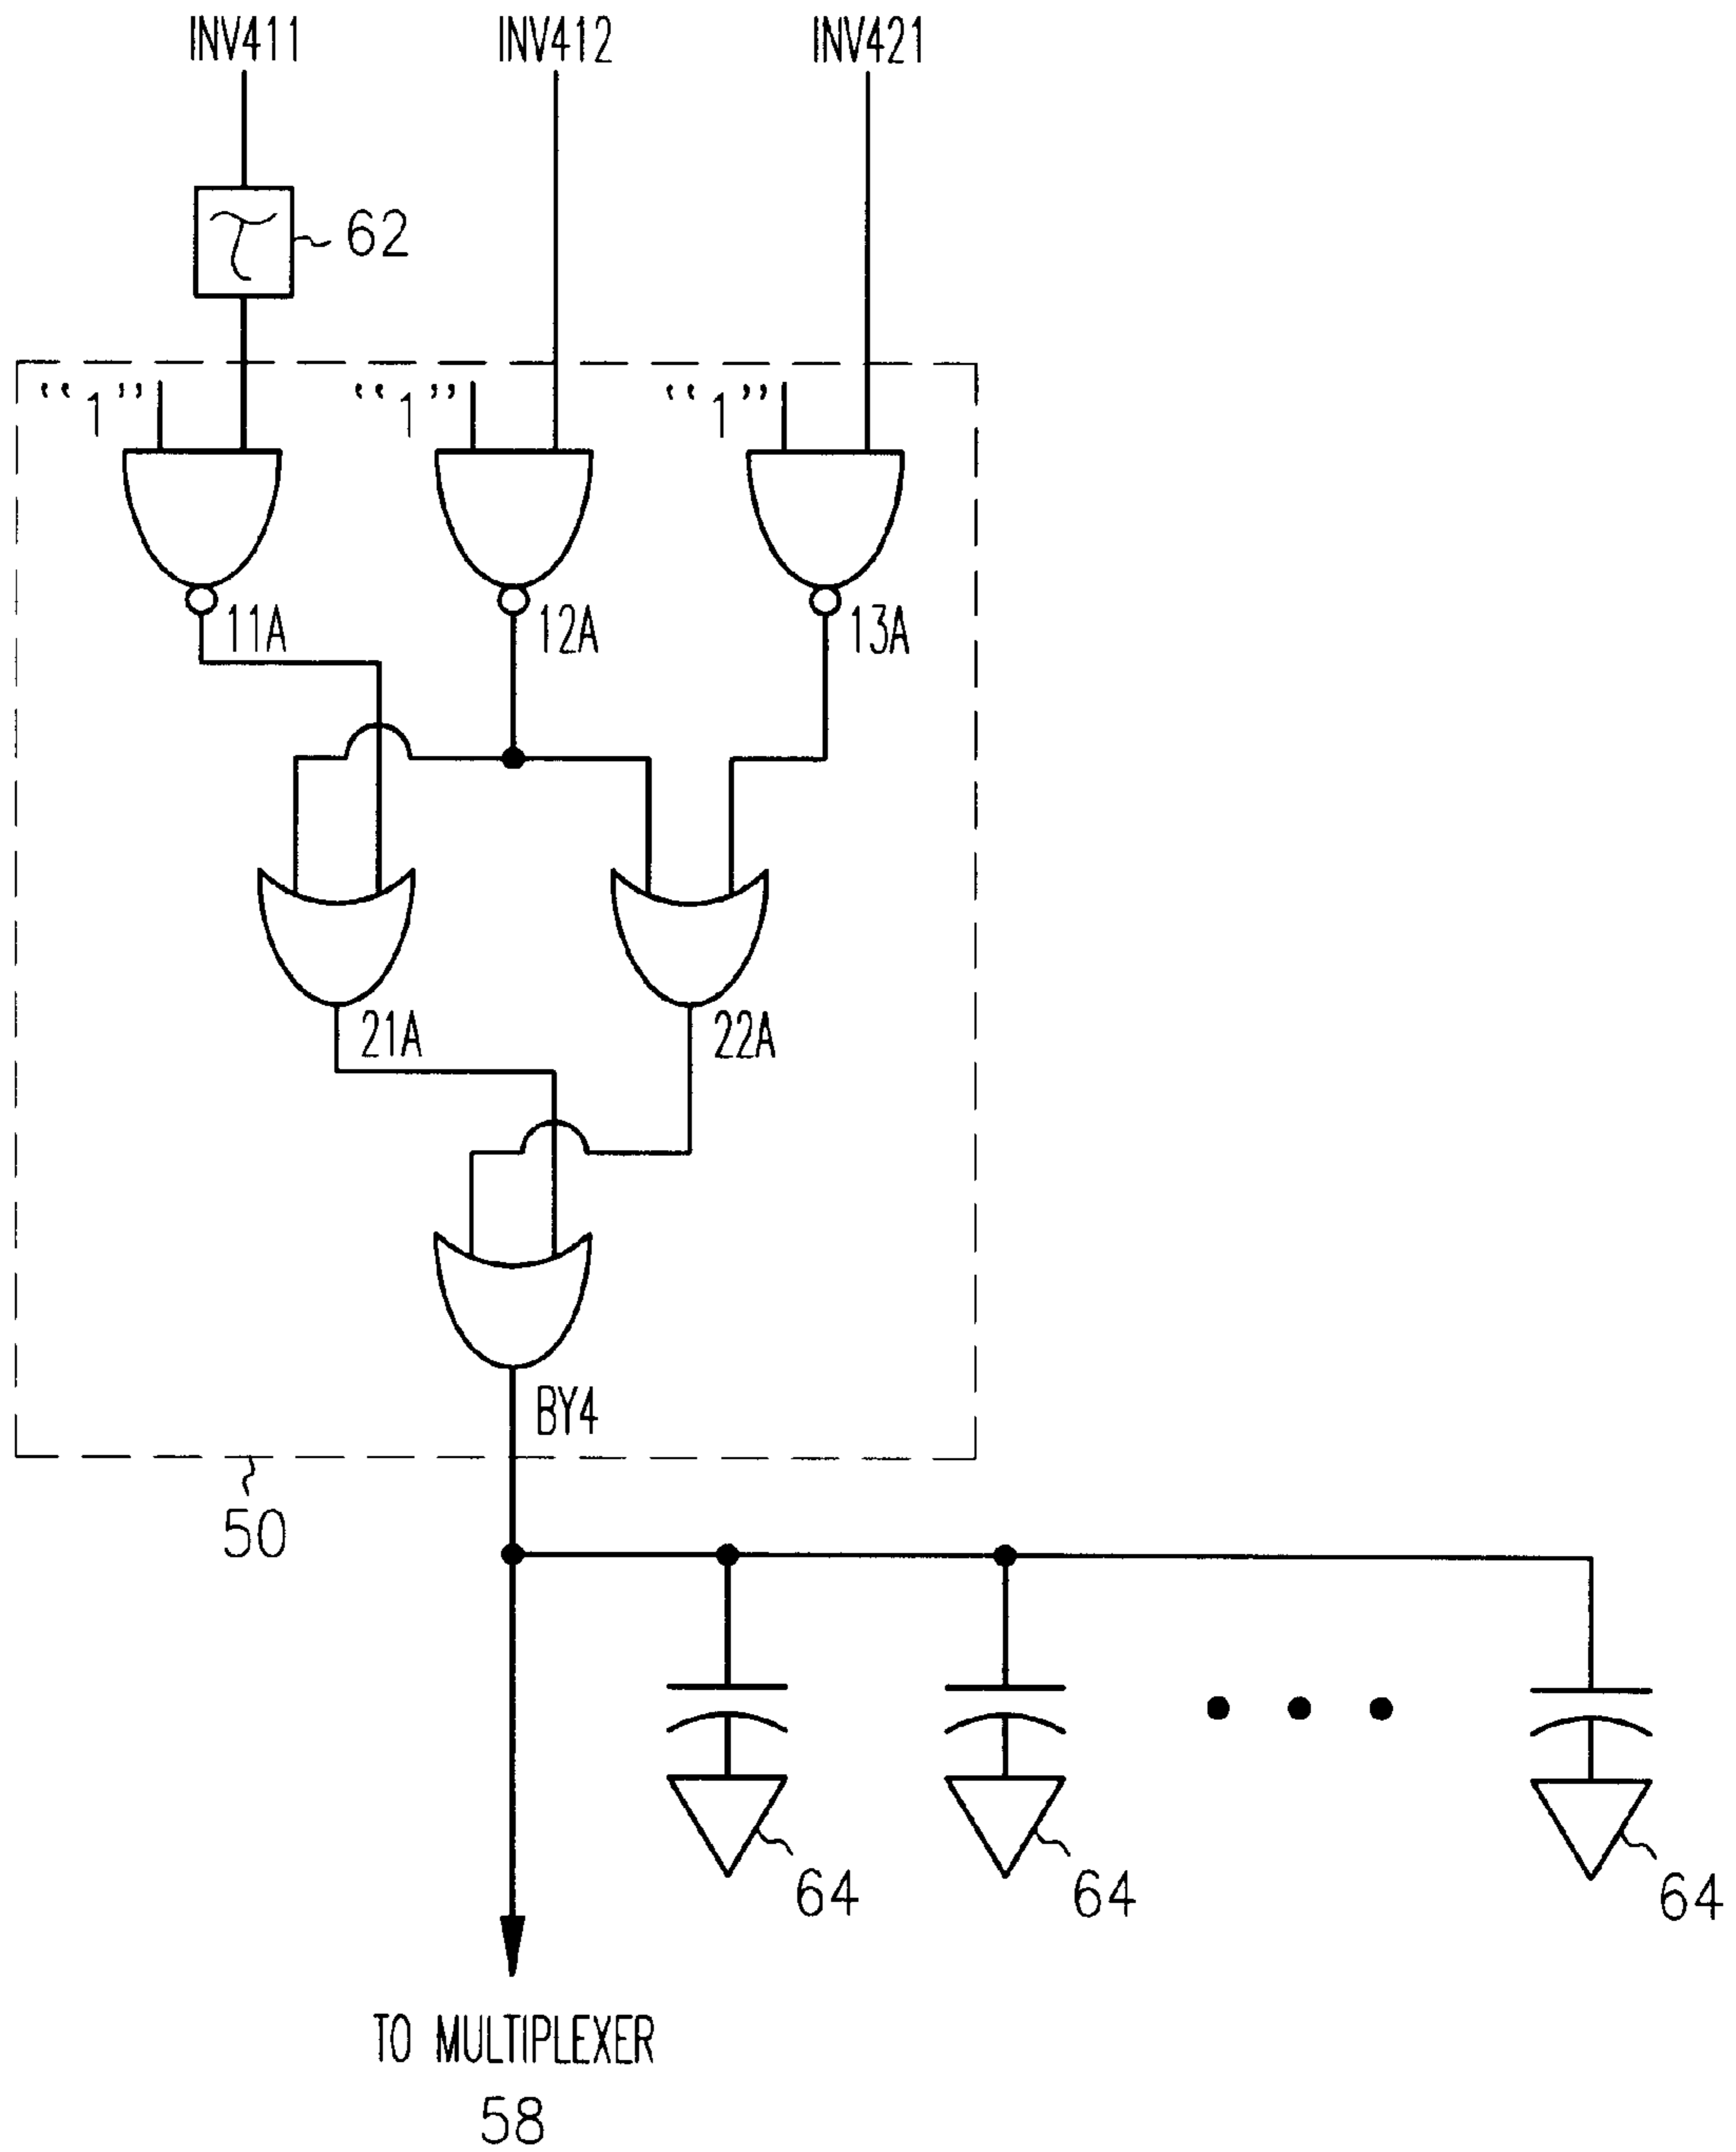 INV411 INV412 INV421
τ 62
“1” “1” “1”
11A 12A 13A
21A 22A
BY4
50
64 64 64
TO MULTIPLEXER
58